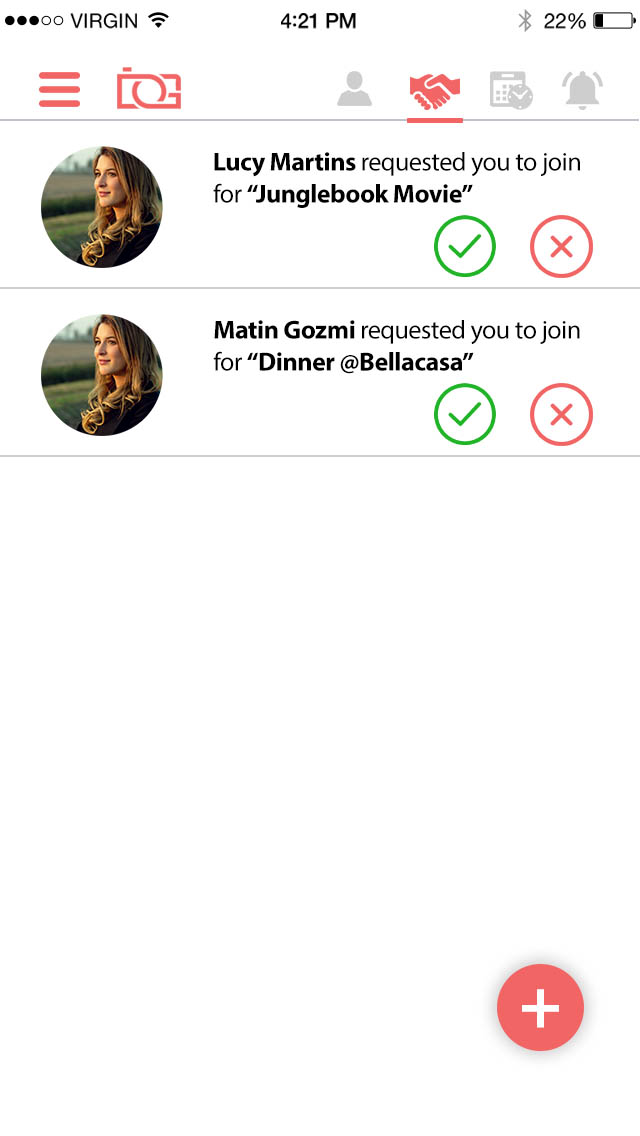 VIRGIN 4:21 PM 22%
Lucy Martins requested you to join
for “Junglebook Movie”
Matin Gozmi requested you to join
for “Dinner @Bellacasa”